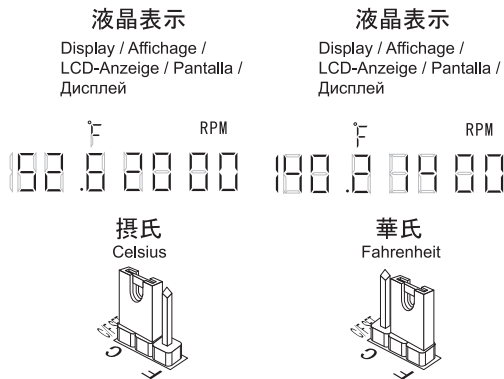 液晶表示
Display / Affichage /
LCD-Anzeige / Pantalla /
Дисплей
°F RPM
摂氏
Celsius
C
F
液晶表示
Display / Affichage /
LCD-Anzeige / Pantalla /
Дисплей
°F RPM
華氏
Fahrenheit
C
F